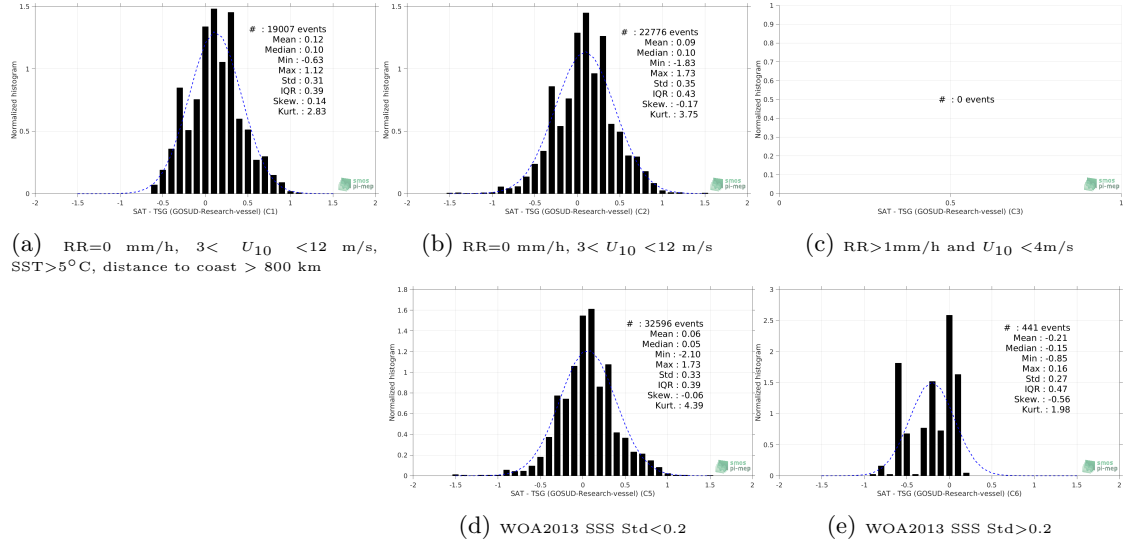 1.5
1
0.5
0
-2
-1.5
-1
-0.5
0
0.5
1
1.5
2
Normalized histogram
SAT - TSG (GOSUD-Research-vessel) (C1)
# : 19007 events
Mean : 0.12
Median : 0.10
Min : -0.63
Max : 1.12
Std : 0.31
IQR : 0.39
Skew. : 0.14
Kurt. : 2.83
smos
pi-mep
(a) RR=0 mm/h, 3< U10 <12 m/s,
SST>5°C, distance to coast > 800 km
1.5
1
0.5
0
-2
-1.5
-1
-0.5
0
0.5
1
1.5
2
Normalized histogram
SAT - TSG (GOSUD-Research-vessel) (C2)
# : 22776 events
Mean : 0.09
Median : 0.10
Min : -1.83
Max : 1.73
Std : 0.35
IQR : 0.43
Skew. : -0.17
Kurt. : 3.75
smos
pi-mep
(b) RR=0 mm/h, 3< U10 <12 m/s
1
0.9
0.8
0.7
0.6
0.5
0.4
0.3
0.2
0.1
0
0
0.5
1
Normalized histogram
SAT - TSG (GOSUD-Research-vessel) (C3)
# : 0 events
smos
pi-mep
(c) RR>1mm/h and U10 <4m/s
1.8
1.6
1.4
1.2
1
0.8
0.6
0.4
0.2
0
-2
-1.5
-1
-0.5
0
0.5
1
1.5
2
Normalized histogram
SAT - TSG (GOSUD-Research-vessel) (C5)
# : 32596 events
Mean : 0.06
Median : 0.05
Min : -2.10
Max : 1.73
Std : 0.33
IQR : 0.39
Skew. : -0.06
Kurt. : 4.39
smos
pi-mep
(d) WOA2013 SSS Std<0.2
3
2.5
2
1.5
1
0.5
0
-2
-1.5
-1
-0.5
0
0.5
1
1.5
2
Normalized histogram
SAT - TSG (GOSUD-Research-vessel) (C6)
# : 441 events
Mean : -0.21
Median : -0.15
Min : -0.85
Max : 0.16
Std : 0.27
IQR : 0.47
Skew. : -0.56
Kurt. : 1.98
smos
pi-mep
(e) WOA2013 SSS Std>0.2